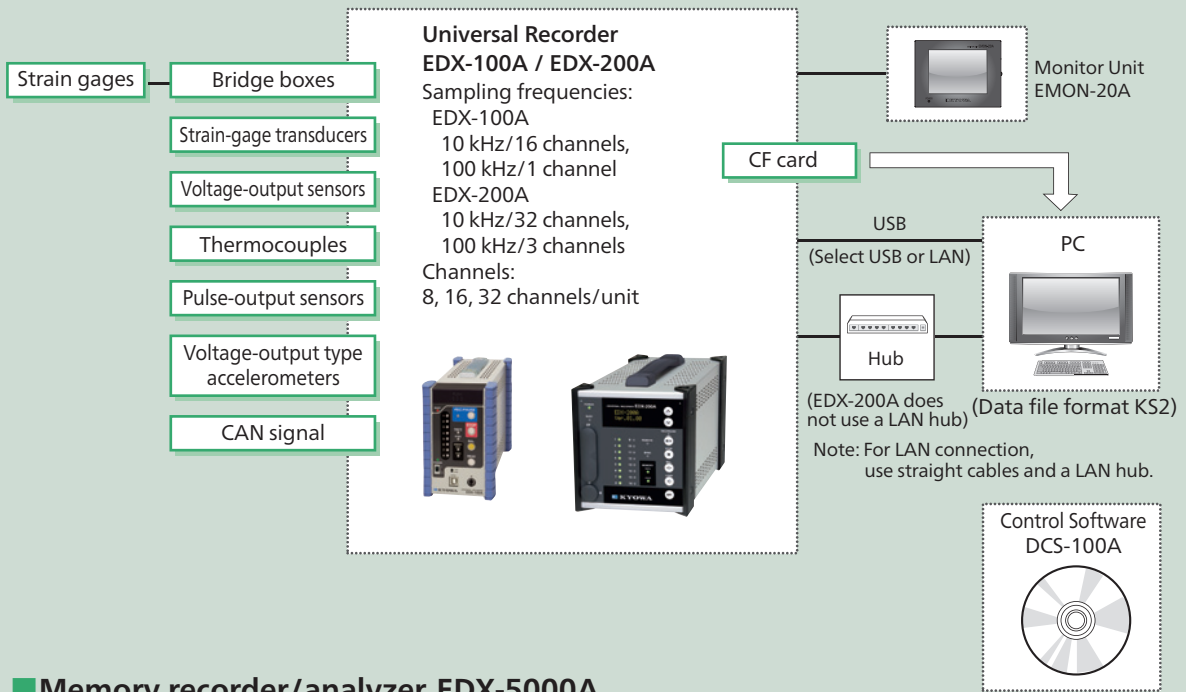 Universal Recorder
EDX-100A / EDX-200A
Sampling frequencies:
EDX-100A
10 kHz/16 channels,
100 kHz/1 channel
EDX-200A
10 kHz/32 channels,
100 kHz/3 channels
Channels:
8, 16, 32 channels/unit
Strain gages
Bridge boxes
Strain-gage transducers
Voltage-output sensors
Thermocouples
Pulse-output sensors
Voltage-output type
accelerometers
CAN signal
KYOWA
Monitor Unit
EMON-20A
CF card
USB
(Select USB or LAN)
PC
Hub
(EDX-200A does
not use a LAN hub)
(Data file format KS2)
Note: For LAN connection,
use straight cables and a LAN hub.
Control Software
DCS-100A
Memory recorder/analyzer EDX-5000A